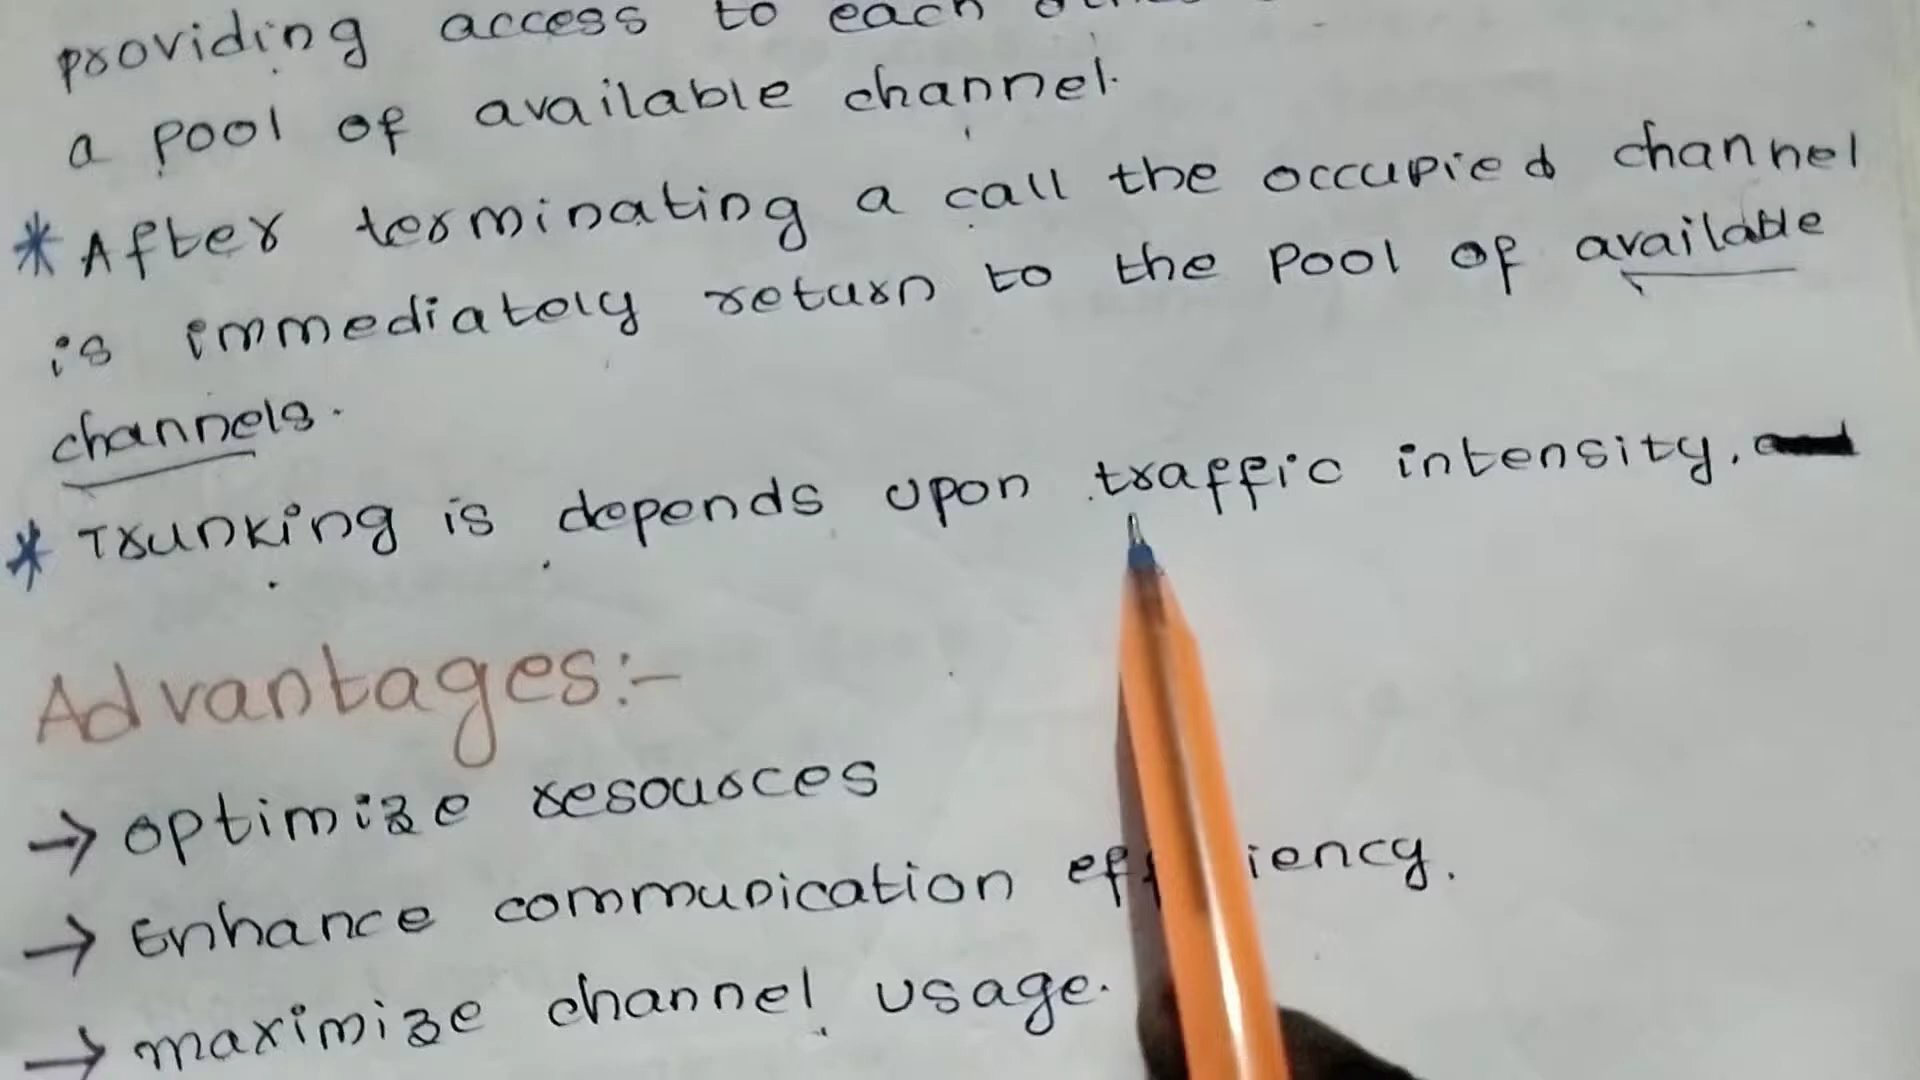 providing access to each
a pool of available channel.
* After terminating a call the occupied channel
is immediately return to the pool of available
channels.
* Trunking is depends upon traffic intensity.
Advantages:-
→ optimize resources
→ Enhance communication
→ maximize channel usage.